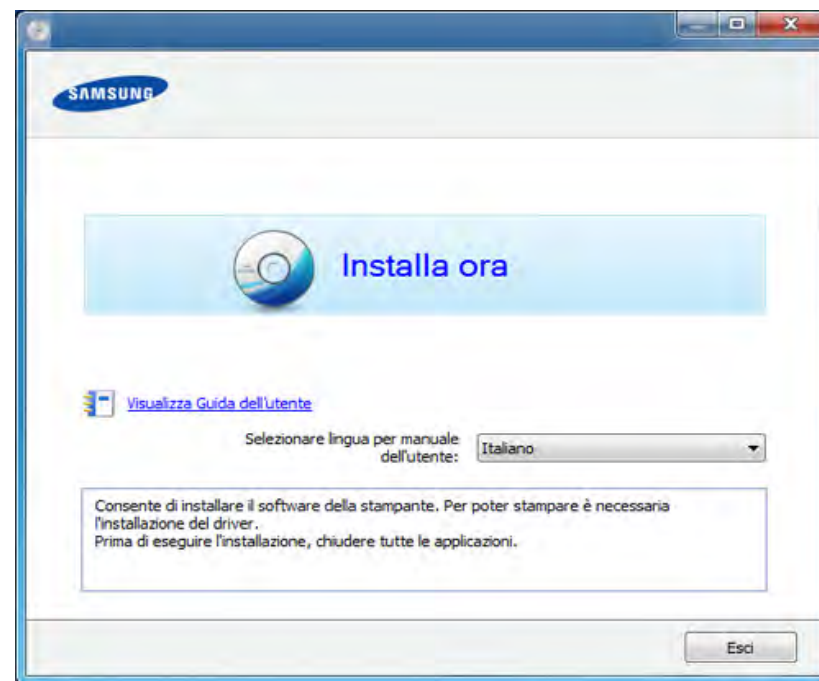 SAMSUNG
Installa ora
Visualizza Guida dell'utente
Selezionare lingua per manuale
dell'utente:
Italiano
Consente di installare il software della stampante. Per poter stampare è necessaria
l'installazione del driver.
Prima di eseguire l'installazione, chiudere tutte le applicazioni.
Esci